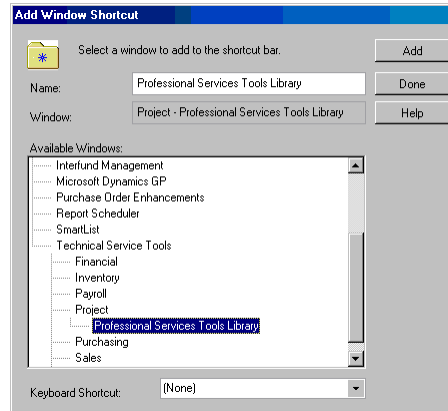 Add Window Shortcut
Select a window to add to the shortcut bar.
Add
Name:
Professional Services Tools Library
Done
Window:
Project - Professional Services Tools Library
Help
Available Windows:
Interfund Management
Microsoft Dynamics GP
Purchase Order Enhancements
Report Scheduler
SmartList
Technical Service Tools
Financial
Inventory
Payroll
Project
Professional Services Tools Library
Purchasing
Sales
Keyboard Shortcut:
(None)